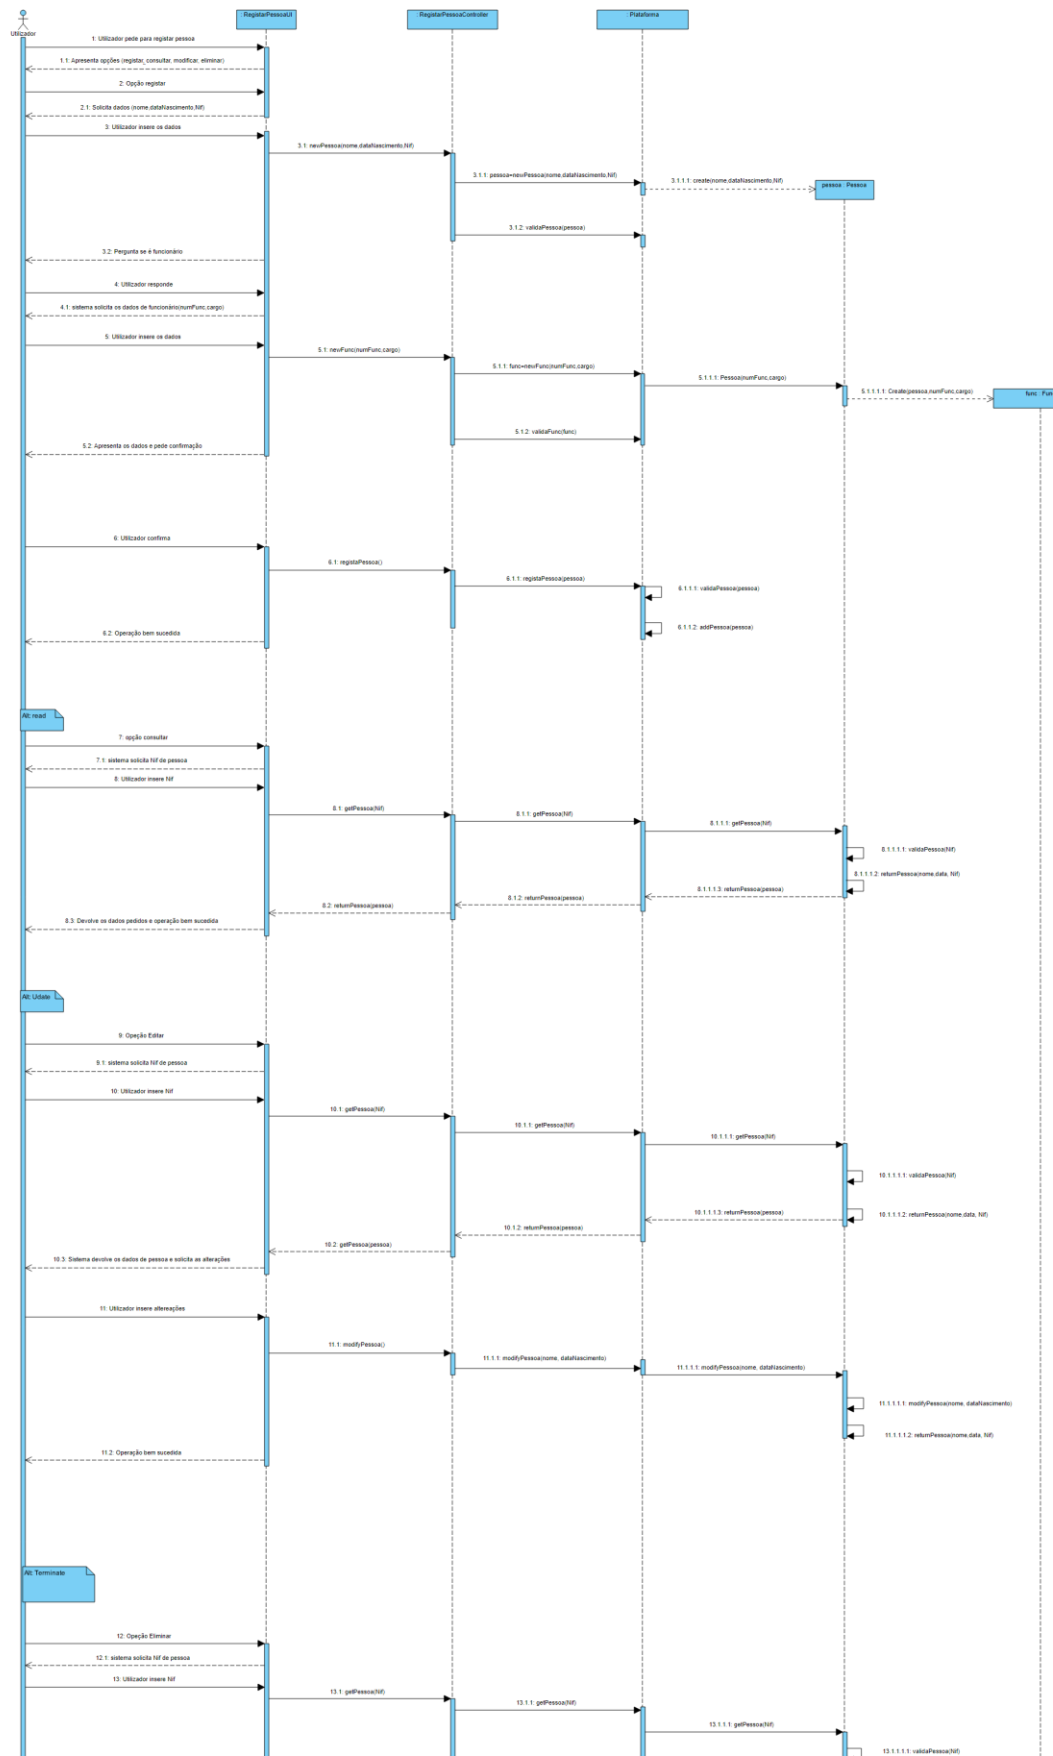 : RegistarPessoaUI
: RegistarPessoaController
: Plataforma
Utilizador
1: Utilizador pede para registar pessoa
1.1: Apresenta opções (registar, consultar, modificar, eliminar)
2: Opção registar
2.1: Solicita dados (nome,dataNascimento,Nif)
3: Utilizador insere os dados
3.1: newPessoa(nome,dataNascimento,Nif)
3.1.1: pessoa=newPessoa(nome,dataNascimento,Nif)
3.1.1.1: create(nome,dataNascimento,Nif)
pessoa : Pessoa
3.1.2: validaPessoa(pessoa)
3.2: Pergunta se é funcionário
4: Utilizador responde
4.1: sistema solicita os dados de funcionário(numFunc,cargo)
5: Utilizador insere os dados
5.1: newFunc(numFunc,cargo)
5.1.1: func=newFunc(numFunc,cargo)
5.1.1.1: Pessoa(numFunc,cargo)
5.1.1.1.1: Create(pessoa,numFunc,cargo)
func : Fun
5.1.2: validaFunc(func)
5.2: Apresenta os dados e pede confirmação
6: Utilizador confirma
6.1: registaPessoa()
6.1.1: registaPessoa(pessoa)
6.1.1.1: validaPessoa(pessoa)
6.1.1.2: addPessoa(pessoa)
6.2: Operação bem sucedida
Alt: read
7: opção consultar
7.1: sistema solicita Nif de pessoa
8: Utilizador insere Nif
8.1: getPessoa(Nif)
8.1.1: getPessoa(Nif)
8.1.1.1: getPessoa(Nif)
8.1.1.1.1: validaPessoa(Nif)
8.1.1.1.2: returnPessoa(nome,data, Nif)
8.1.1.1.3: returnPessoa(pessoa)
8.1.2: returnPessoa(pessoa)
8.2: returnPessoa(pessoa)
8.3: Devolve os dados pedidos e operação bem sucedida
Alt: Udate
9: Opeção Editar
9.1: sistema solicita Nif de pessoa
10: Utilizador insere Nif
10.1: getPessoa(Nif)
10.1.1: getPessoa(Nif)
10.1.1.1: getPessoa(Nif)
10.1.1.1.1: validaPessoa(Nif)
10.1.1.1.2: returnPessoa(nome,data, Nif)
10.1.1.1.3: returnPessoa(pessoa)
10.1.2: returnPessoa(pessoa)
10.2: getPessoa(pessoa)
10.3: Sistema devolve os dados de pessoa e solicita as alterações
11: Utilizador insere altereações
11.1: modifyPessoa()
11.1.1: modifyPessoa(nome, dataNascimento)
11.1.1.1: modifyPessoa(nome, dataNascimento)
11.1.1.1.1: modifyPessoa(nome, dataNascimento)
11.1.1.1.2: returnPessoa(nome,data, Nif)
11.2: Operação bem sucedida
Alt: Terminate
12: Opeção Eliminar
12.1: sistema solicita Nif de pessoa
13: Utilizador insere Nif
13.1: getPessoa(Nif)
13.1.1: getPessoa(Nif)
13.1.1.1: getPessoa(Nif)
13.1.1.1.1: validaPessoa(Nif)